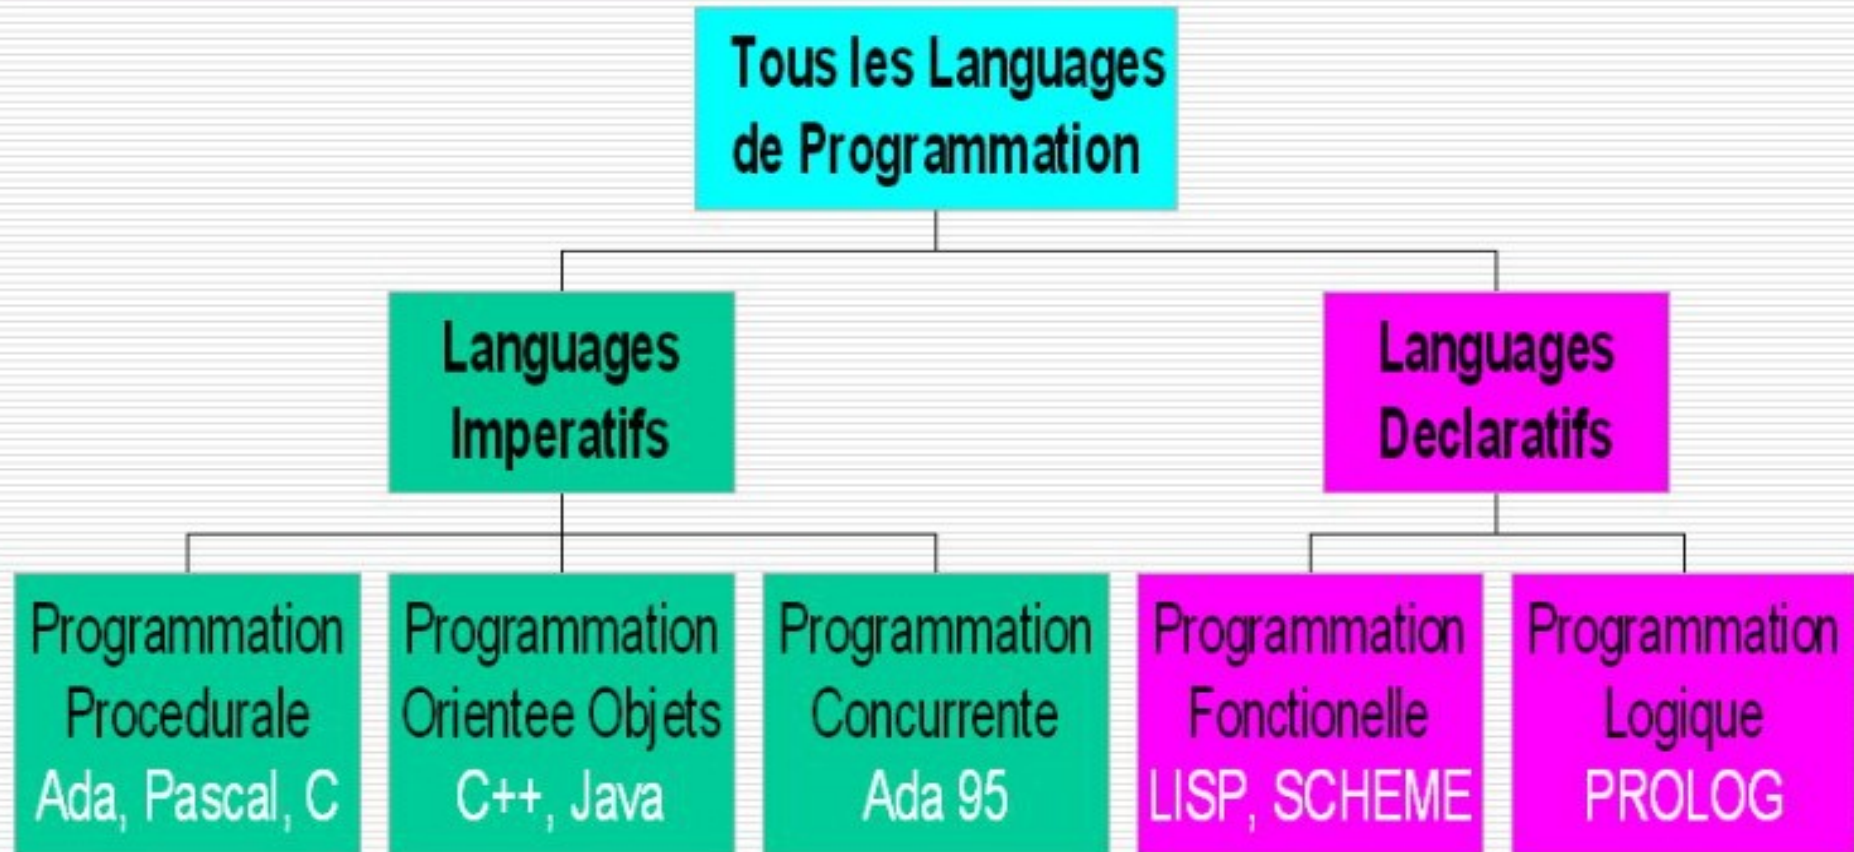 Tous les Languages
de Programmation
Languages
Imperatifs
Languages
Declaratifs
Programmation
Procedurale
Ada, Pascal, C
Programmation
Orientee Objets
C++, Java
Programmation
Concurrente
Ada 95
Programmation
Fonctionelle
LISP, SCHEME
Programmation
Logique
PROLOG